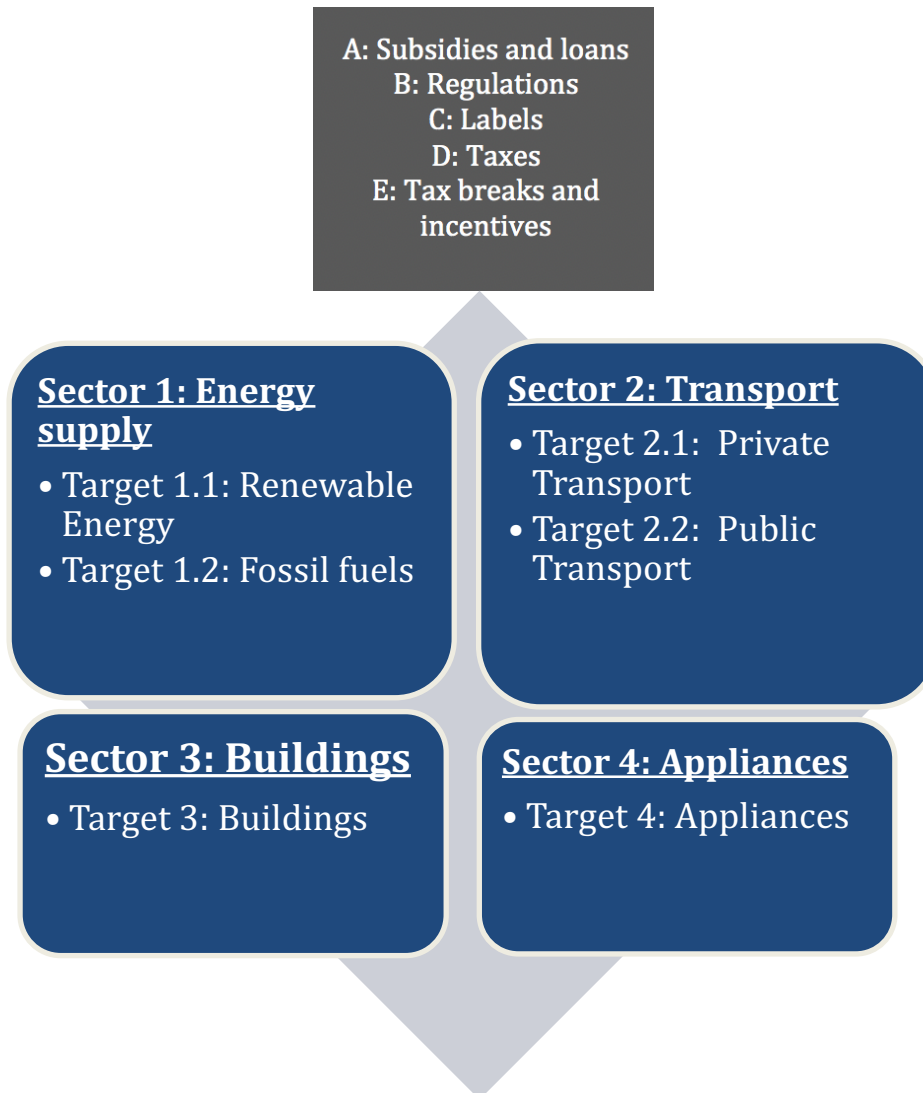 A: Subsidies and loans
B: Regulations
C: Labels
D: Taxes
E: Tax breaks and
incentives
Sector 1: Energy
supply
• Target 1.1: Renewable
Energy
• Target 1.2: Fossil fuels
Sector 2: Transport
• Target 2.1: Private
Transport
• Target 2.2: Public
Transport
Sector 3: Buildings
• Target 3: Buildings
Sector 4: Appliances
• Target 4: Appliances